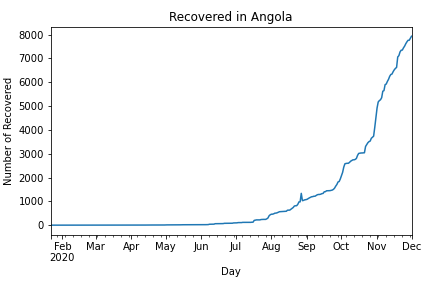 Recovered in Angola
Number of Recovered
8000
7000
6000
5000
4000
3000
2000
1000
0
Feb Mar Apr May Jun Jul Aug Sep Oct Nov Dec
2020
Day